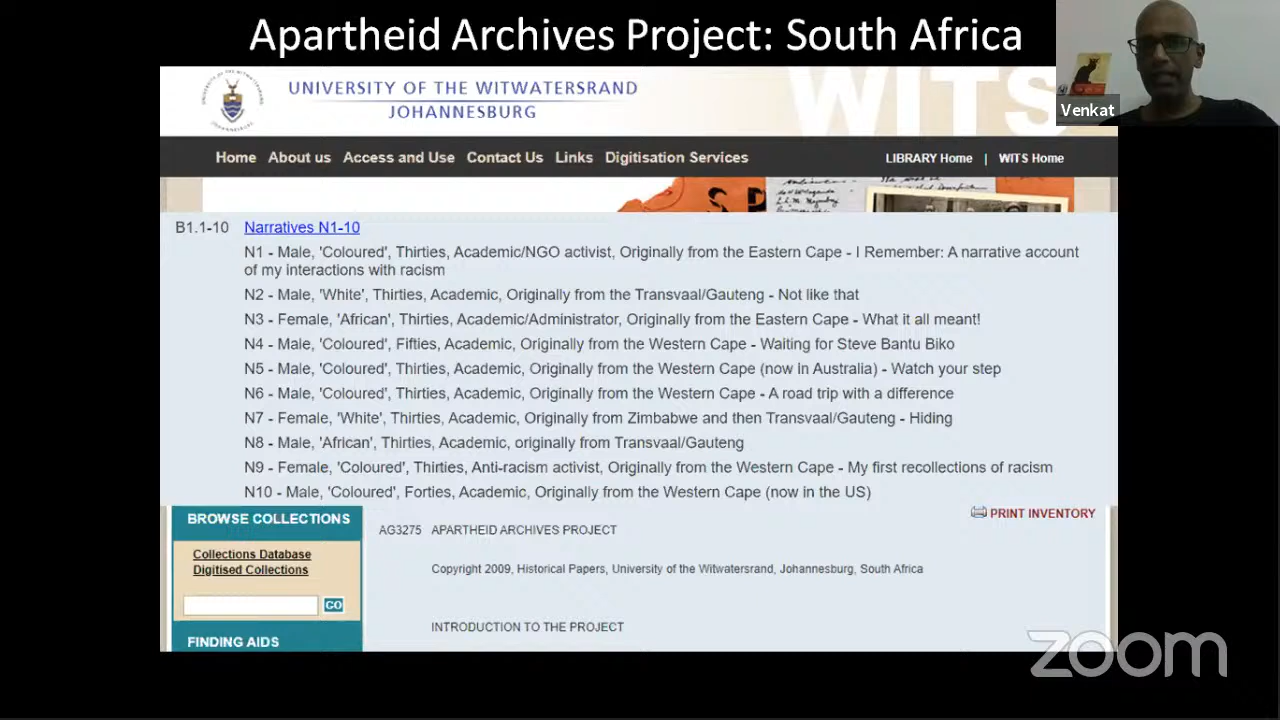 Apartheid Archives Project: South Africa
UNIVERSITY OF THE WITWATERSRAND
JOHANNESBURG
WITS
Venkat
Home About us Access and Use Contact Us Links Digitisation Services LIBRARY Home | WITS Home
B1.1-10 Narratives N1-10
N1 - Male, 'Coloured', Thirties, Academic/NGO activist, Originally from the Eastern Cape - I Remember: A narrative account
of my interactions with racism
N2 - Male, 'White', Thirties, Academic, Originally from the Transvaal/Gauteng - Not like that
N3 - Female, 'African', Thirties, Academic/Administrator, Originally from the Eastern Cape - What it all meant!
N4 - Male, 'Coloured', Fifties, Academic, Originally from the Western Cape - Waiting for Steve Bantu Biko
N5 - Male, 'Coloured', Thirties, Academic, Originally from the Western Cape (now in Australia) - Watch your step
N6 - Male, 'Coloured', Thirties, Academic, Originally from the Western Cape - A road trip with a difference
N7 - Female, 'White', Thirties, Academic, Originally from Zimbabwe and then Transvaal/Gauteng - Hiding
N8 - Male, 'African', Thirties, Academic, originally from Transvaal/Gauteng
N9 - Female, 'Coloured', Thirties, Anti-racism activist, Originally from the Western Cape - My first recollections of racism
N10 - Male, 'Coloured', Forties, Academic, Originally from the Western Cape (now in the US)
PRINT INVENTORY
BROWSE COLLECTIONS
Collections Database
Digitised Collections
GO
FINDING AIDS
AG3275 APARTHEID ARCHIVES PROJECT
Copyright 2009, Historical Papers, University of the Witwatersrand, Johannesburg, South Africa
INTRODUCTION TO THE PROJECT
zoom